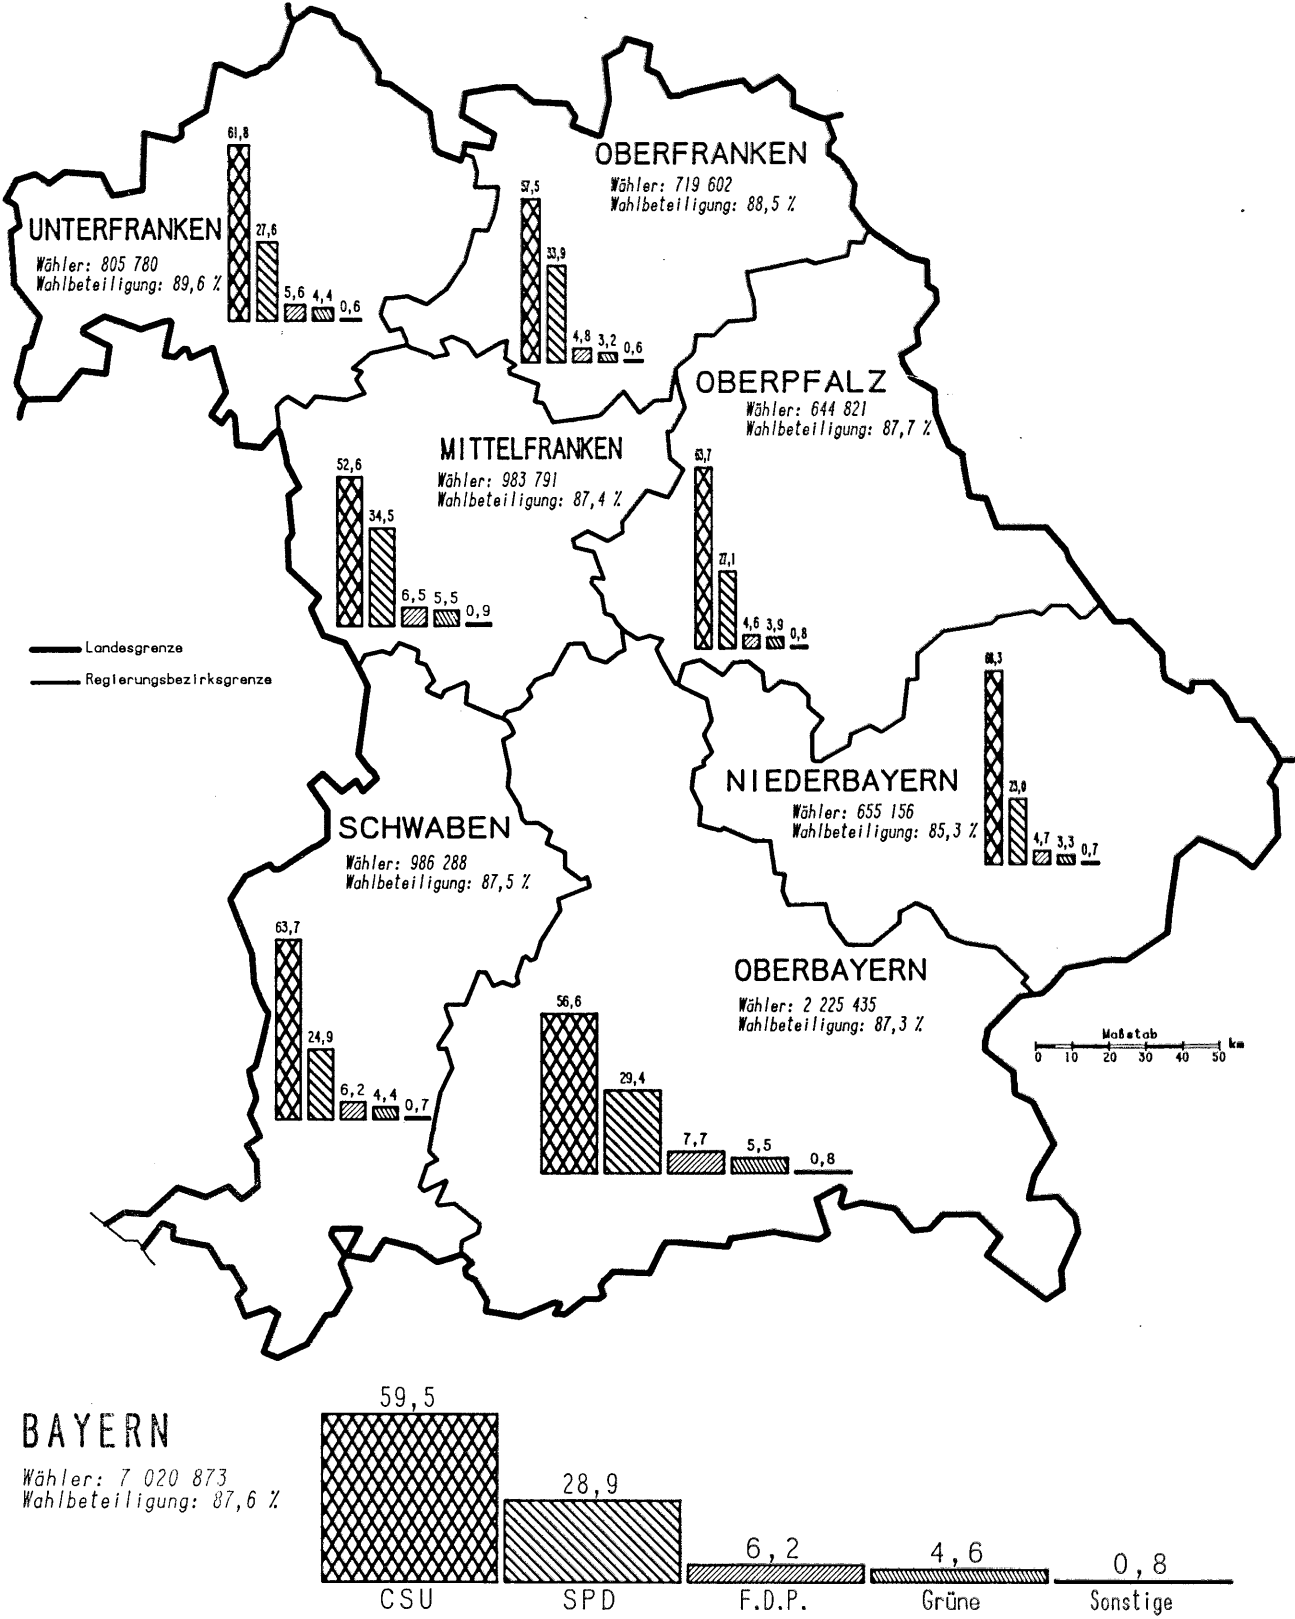 OBERFRANKEN
Wähler: 719 602
Wahlbeteiligung: 88,5 %
57,5
33,9
4,8 3,2 0,6
UNTERFRANKEN
Wähler: 805 780
Wahlbeteiligung: 89,6 %
61,8
27,6
5,6 4,4 0,6
OBERPFALZ
Wähler: 644 821
Wahlbeteiligung: 87,7 %
63,7
27,1
4,6 3,9 0,8
MITTELFRANKEN
Wähler: 983 791
Wahlbeteiligung: 87,4 %
52,6
34,5
6,5 5,5 0,9
Landesgrenze
Regierungsbezirksgrenze
NIEDERBAYERN
Wähler: 655 156
Wahlbeteiligung: 85,3 %
68,3
23,0
4,7 3,3 0,7
SCHWABEN
Wähler: 986 288
Wahlbeteiligung: 87,5 %
63,7
24,9
6,2 4,4 0,7
OBERBAYERN
Wähler: 2 225 435
Wahlbeteiligung: 87,3 %
56,6
29,4
7,7 5,5 0,8
Maßstab
0 10 20 30 40 50 km
BAYERN
Wähler: 7 020 873
Wahlbeteiligung: 87,6 %
59,5
28,9
6,2 4,6 0,8
CSU SPD F.D.P. Grüne Sonstige